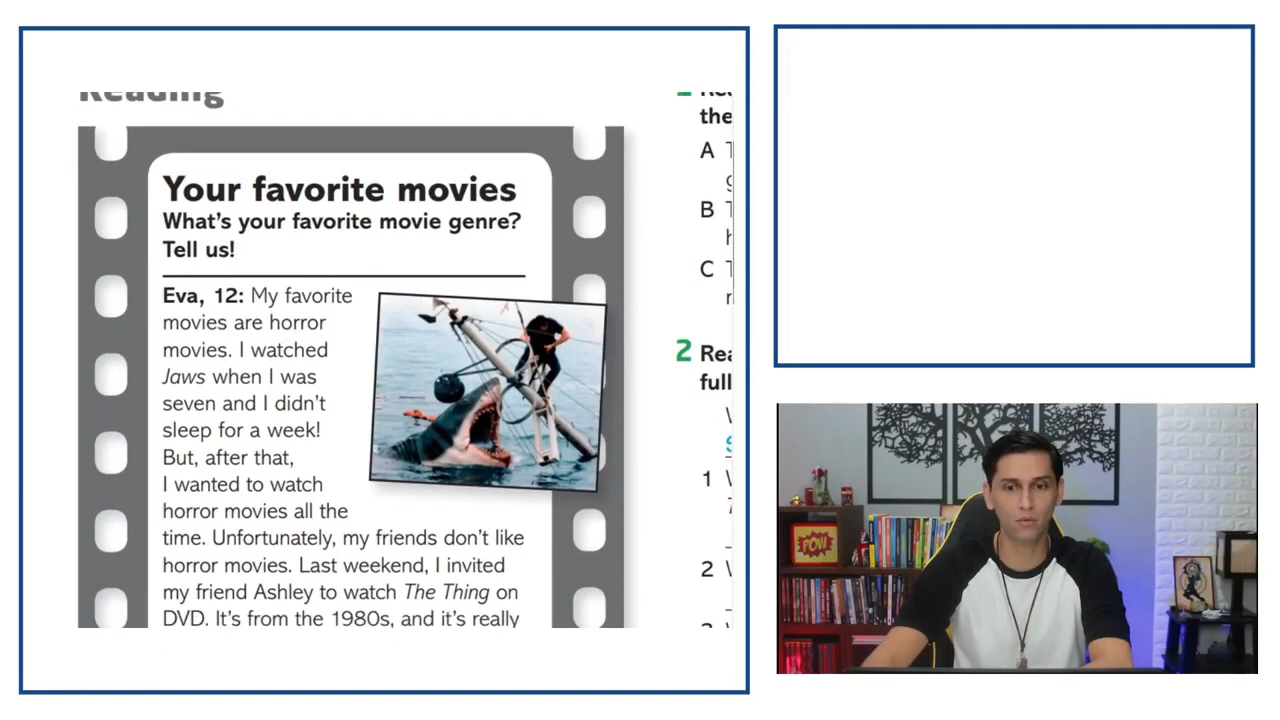 Reading
Your favorite movies
What's your favorite movie genre?
Tell us!
Eva, 12: My favorite
movies are horror
movies. I watched
Jaws when I was
seven and I didn't
sleep for a week!
But, after that,
I wanted to watch
horror movies all the
time. Unfortunately, my friends don't like
horror movies. Last weekend, I invited
my friend Ashley to watch The Thing on
DVD. It's from the 1980s, and it's really
the
A
B
C
2 Rea
full
1
2
POW